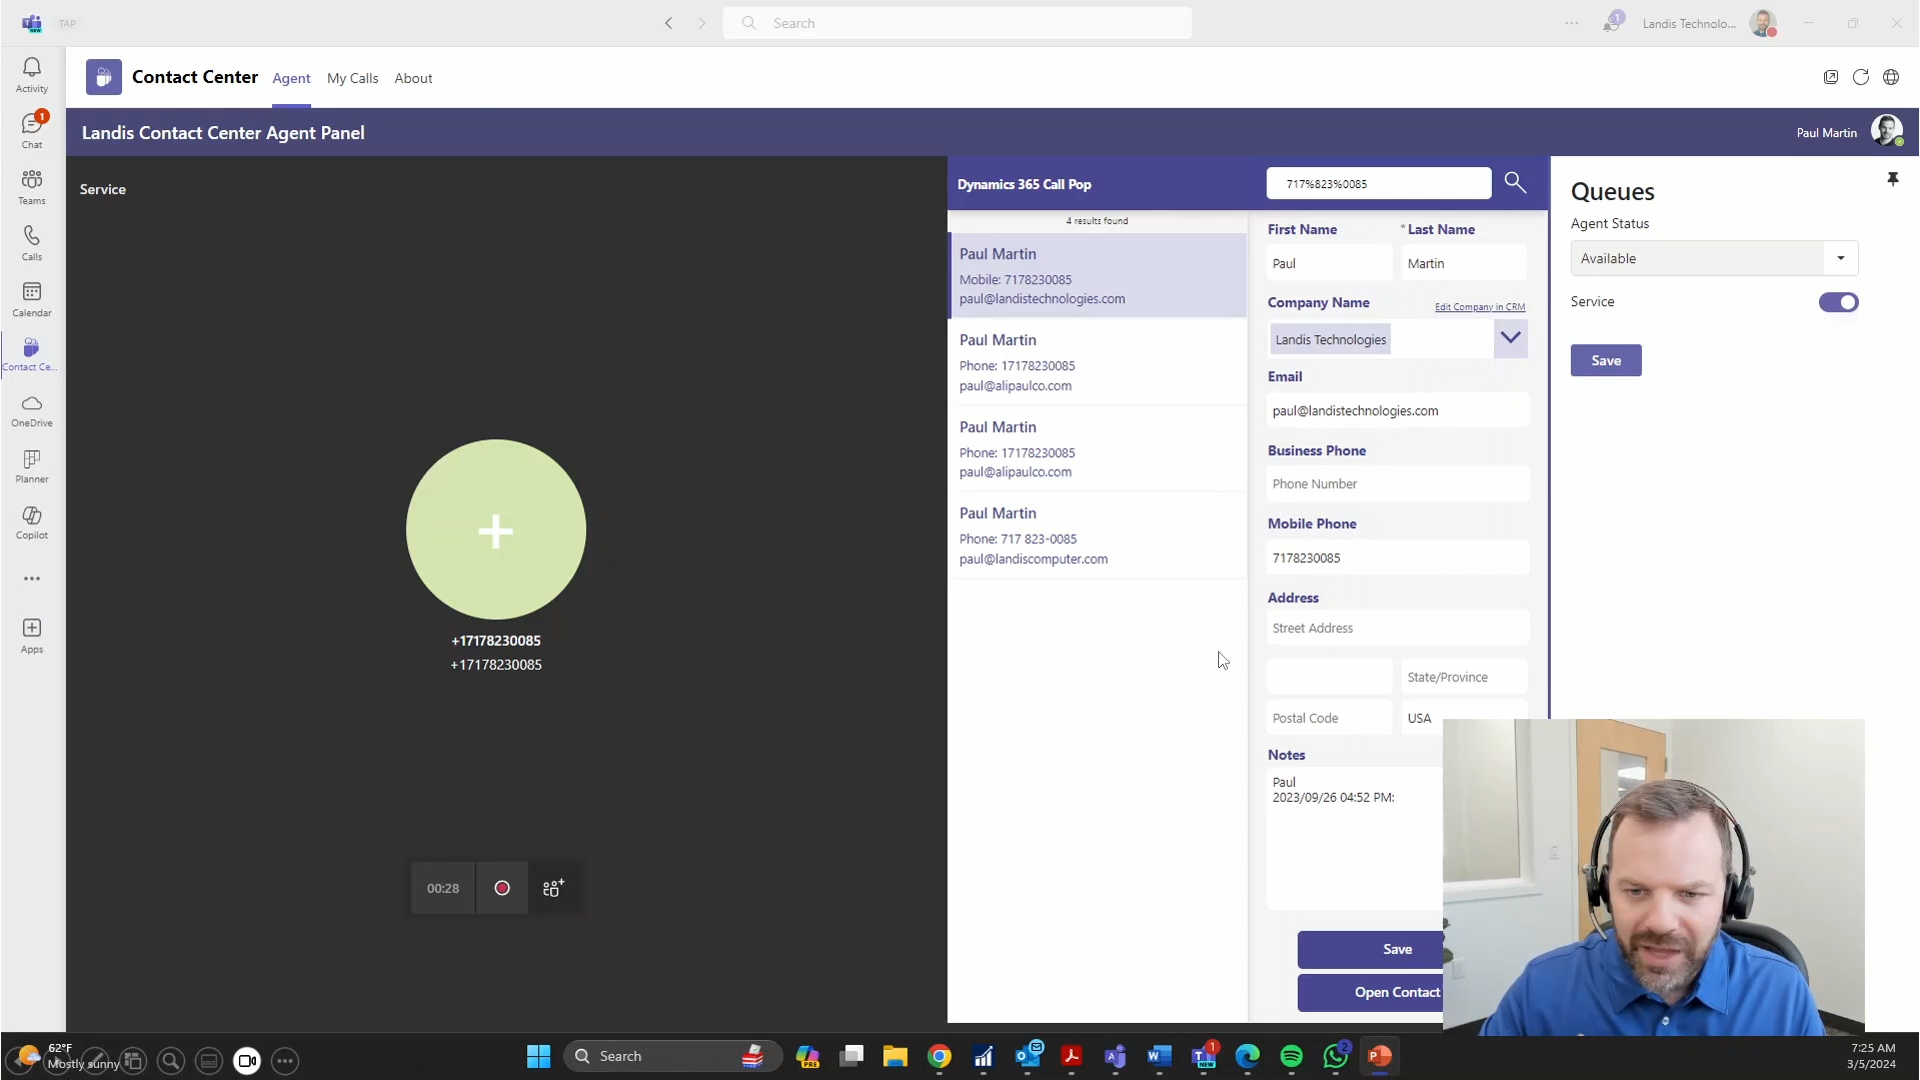 TAP
Search
Landis Technolo...
1
Contact Center
Agent
My Calls
About
Activity
1
Chat
Teams
Calls
Calendar
Contact Ce...
OneDrive
Planner
Copilot
Apps
Landis Contact Center Agent Panel
Paul Martin
Service
+17178230085
+17178230085
00:28
Dynamics 365 Call Pop
717%823%0085
4 results found
Paul Martin
Mobile: 7178230085
paul@landistechnologies.com
Paul Martin
Phone: 17178230085
paul@alipaulco.com
Paul Martin
Phone: 17178230085
paul@alipaulco.com
Paul Martin
Phone: 717 823-0085
paul@landiscomputer.com
First Name
* Last Name
Paul
Martin
Company Name
Edit Company in CRM
Landis Technologies
Email
paul@landistechnologies.com
Business Phone
Phone Number
Mobile Phone
7178230085
Address
Street Address
State/Province
Postal Code
USA
Notes
Paul
2023/09/26 04:52 PM:
Save
Open Contact
Queues
Agent Status
Available
Service
Save
62°F
Mostly sunny
Search
PRE
1
NEW
2
7:25 AM
3/5/2024